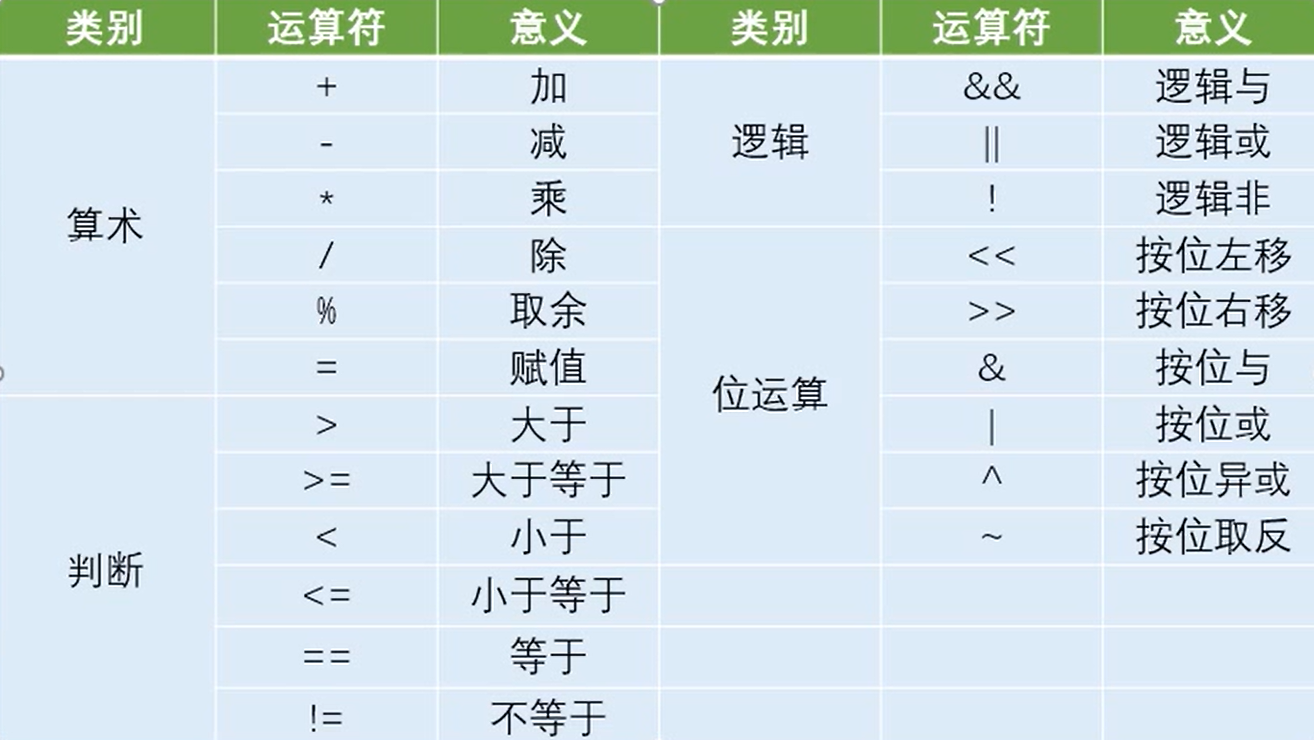 类别 运算符 意义 类别 运算符 意义
算术 + 加 逻辑 && 逻辑与
- 减 || 逻辑或
* 乘 ! 逻辑非
/ 除 位运算 << 按位左移
% 取余 >> 按位右移
= 赋值 & 按位与
判断 > 大于 | 按位或
>= 大于等于 ^ 按位异或
< 小于 ~ 按位取反
<= 小于等于
== 等于
!= 不等于